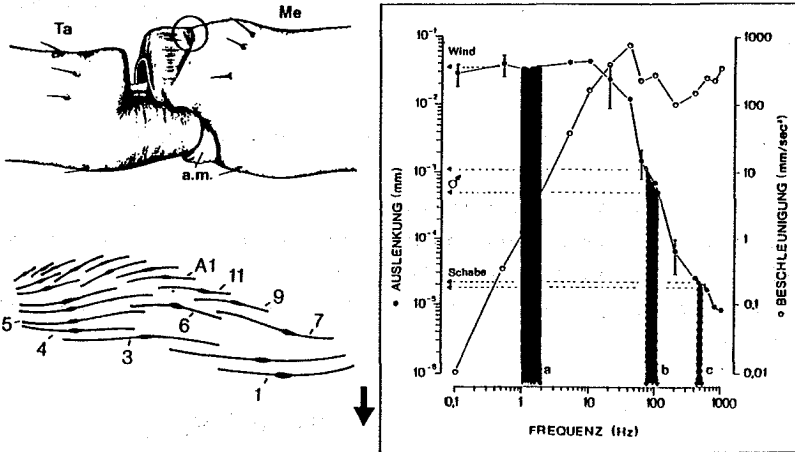 Ta
Me
a.m.
A1
11
9
5
6
7
4
3
1
● AUSLENKUNG (mm)
10⁻¹
10⁻²
10⁻³
10⁻⁴
10⁻⁵
10⁻⁶
Wind
♂
Schabe
a
b
c
0,1
1
10
100
1000
FREQUENZ (Hz)
1000
100
10
1
0,1
0,01
○ BESCHLEUNIGUNG (mm/sec²)